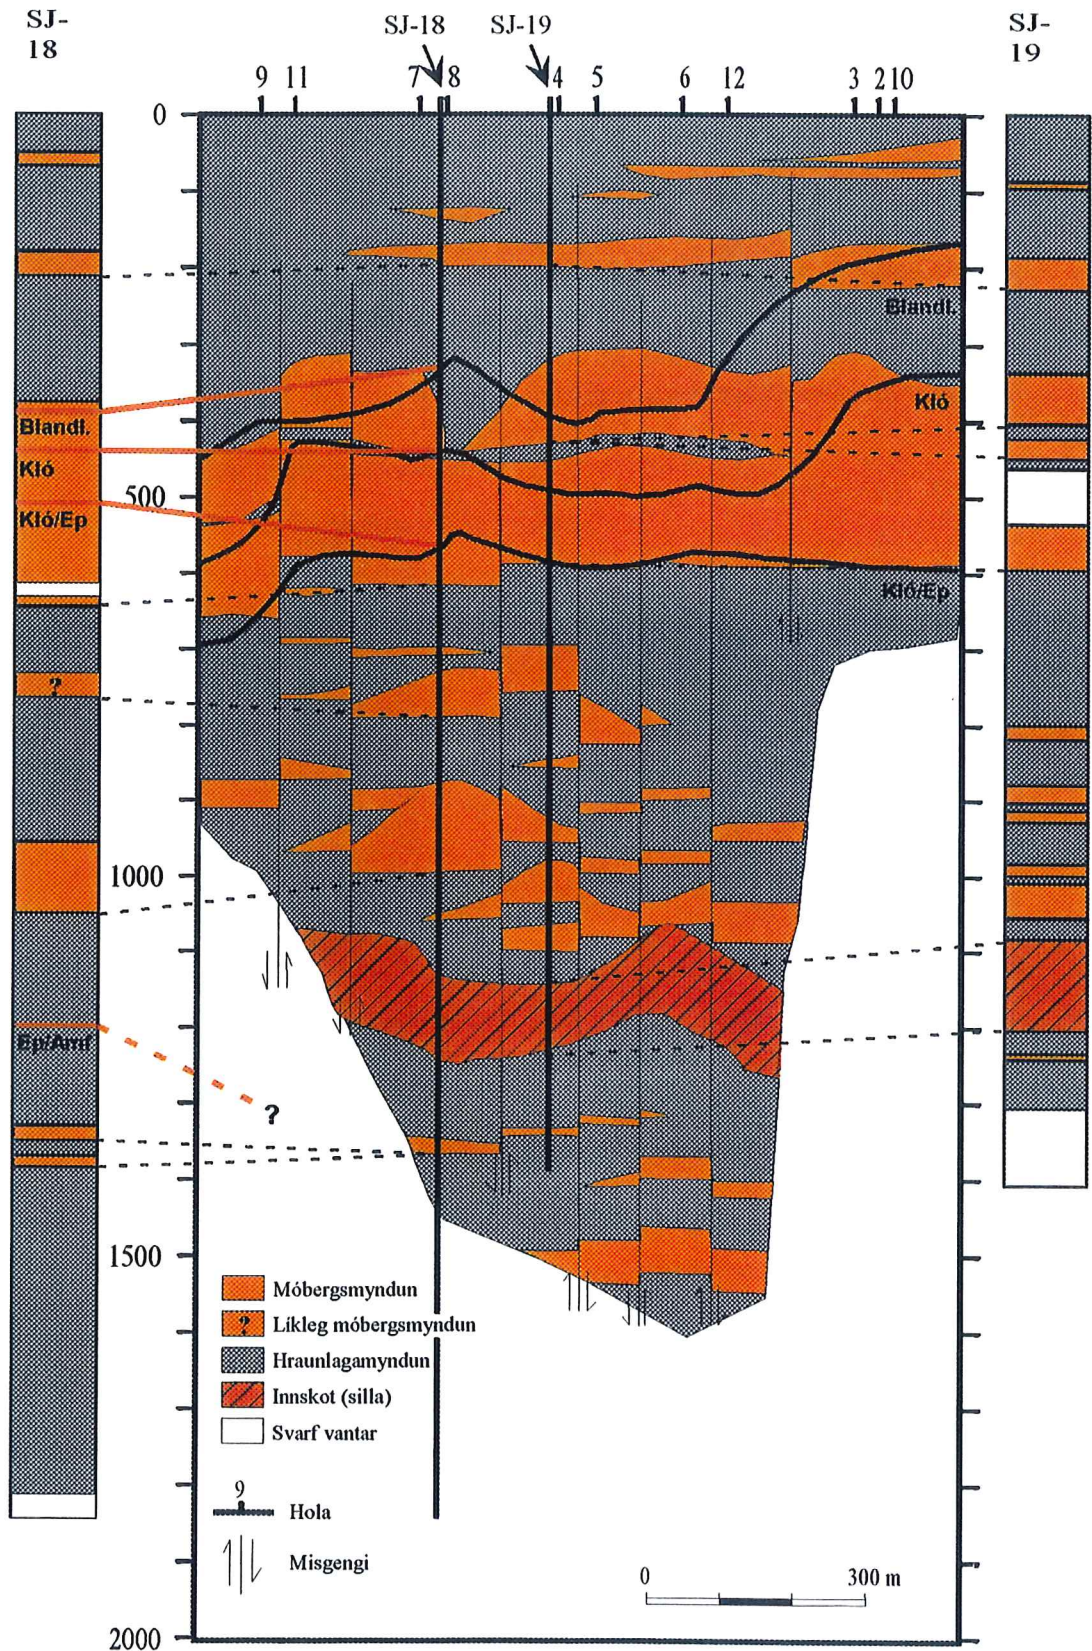 SJ-
18
SJ-18
SJ-19
SJ-
19
9 11 7 8 4 5 6 12 3 2 10
0
Blandl.
Blandl.
Kló
Kló
500
Kló/Ep
Kló/Ep
?
1000
Ep/Amf
?
1500
Móbergsmyndun
? Líkleg móbergsmyndun
Hraunlagamyndun
Innskot (silla)
Svarf vantar
9
Hola
Misgengi
0 300 m
2000